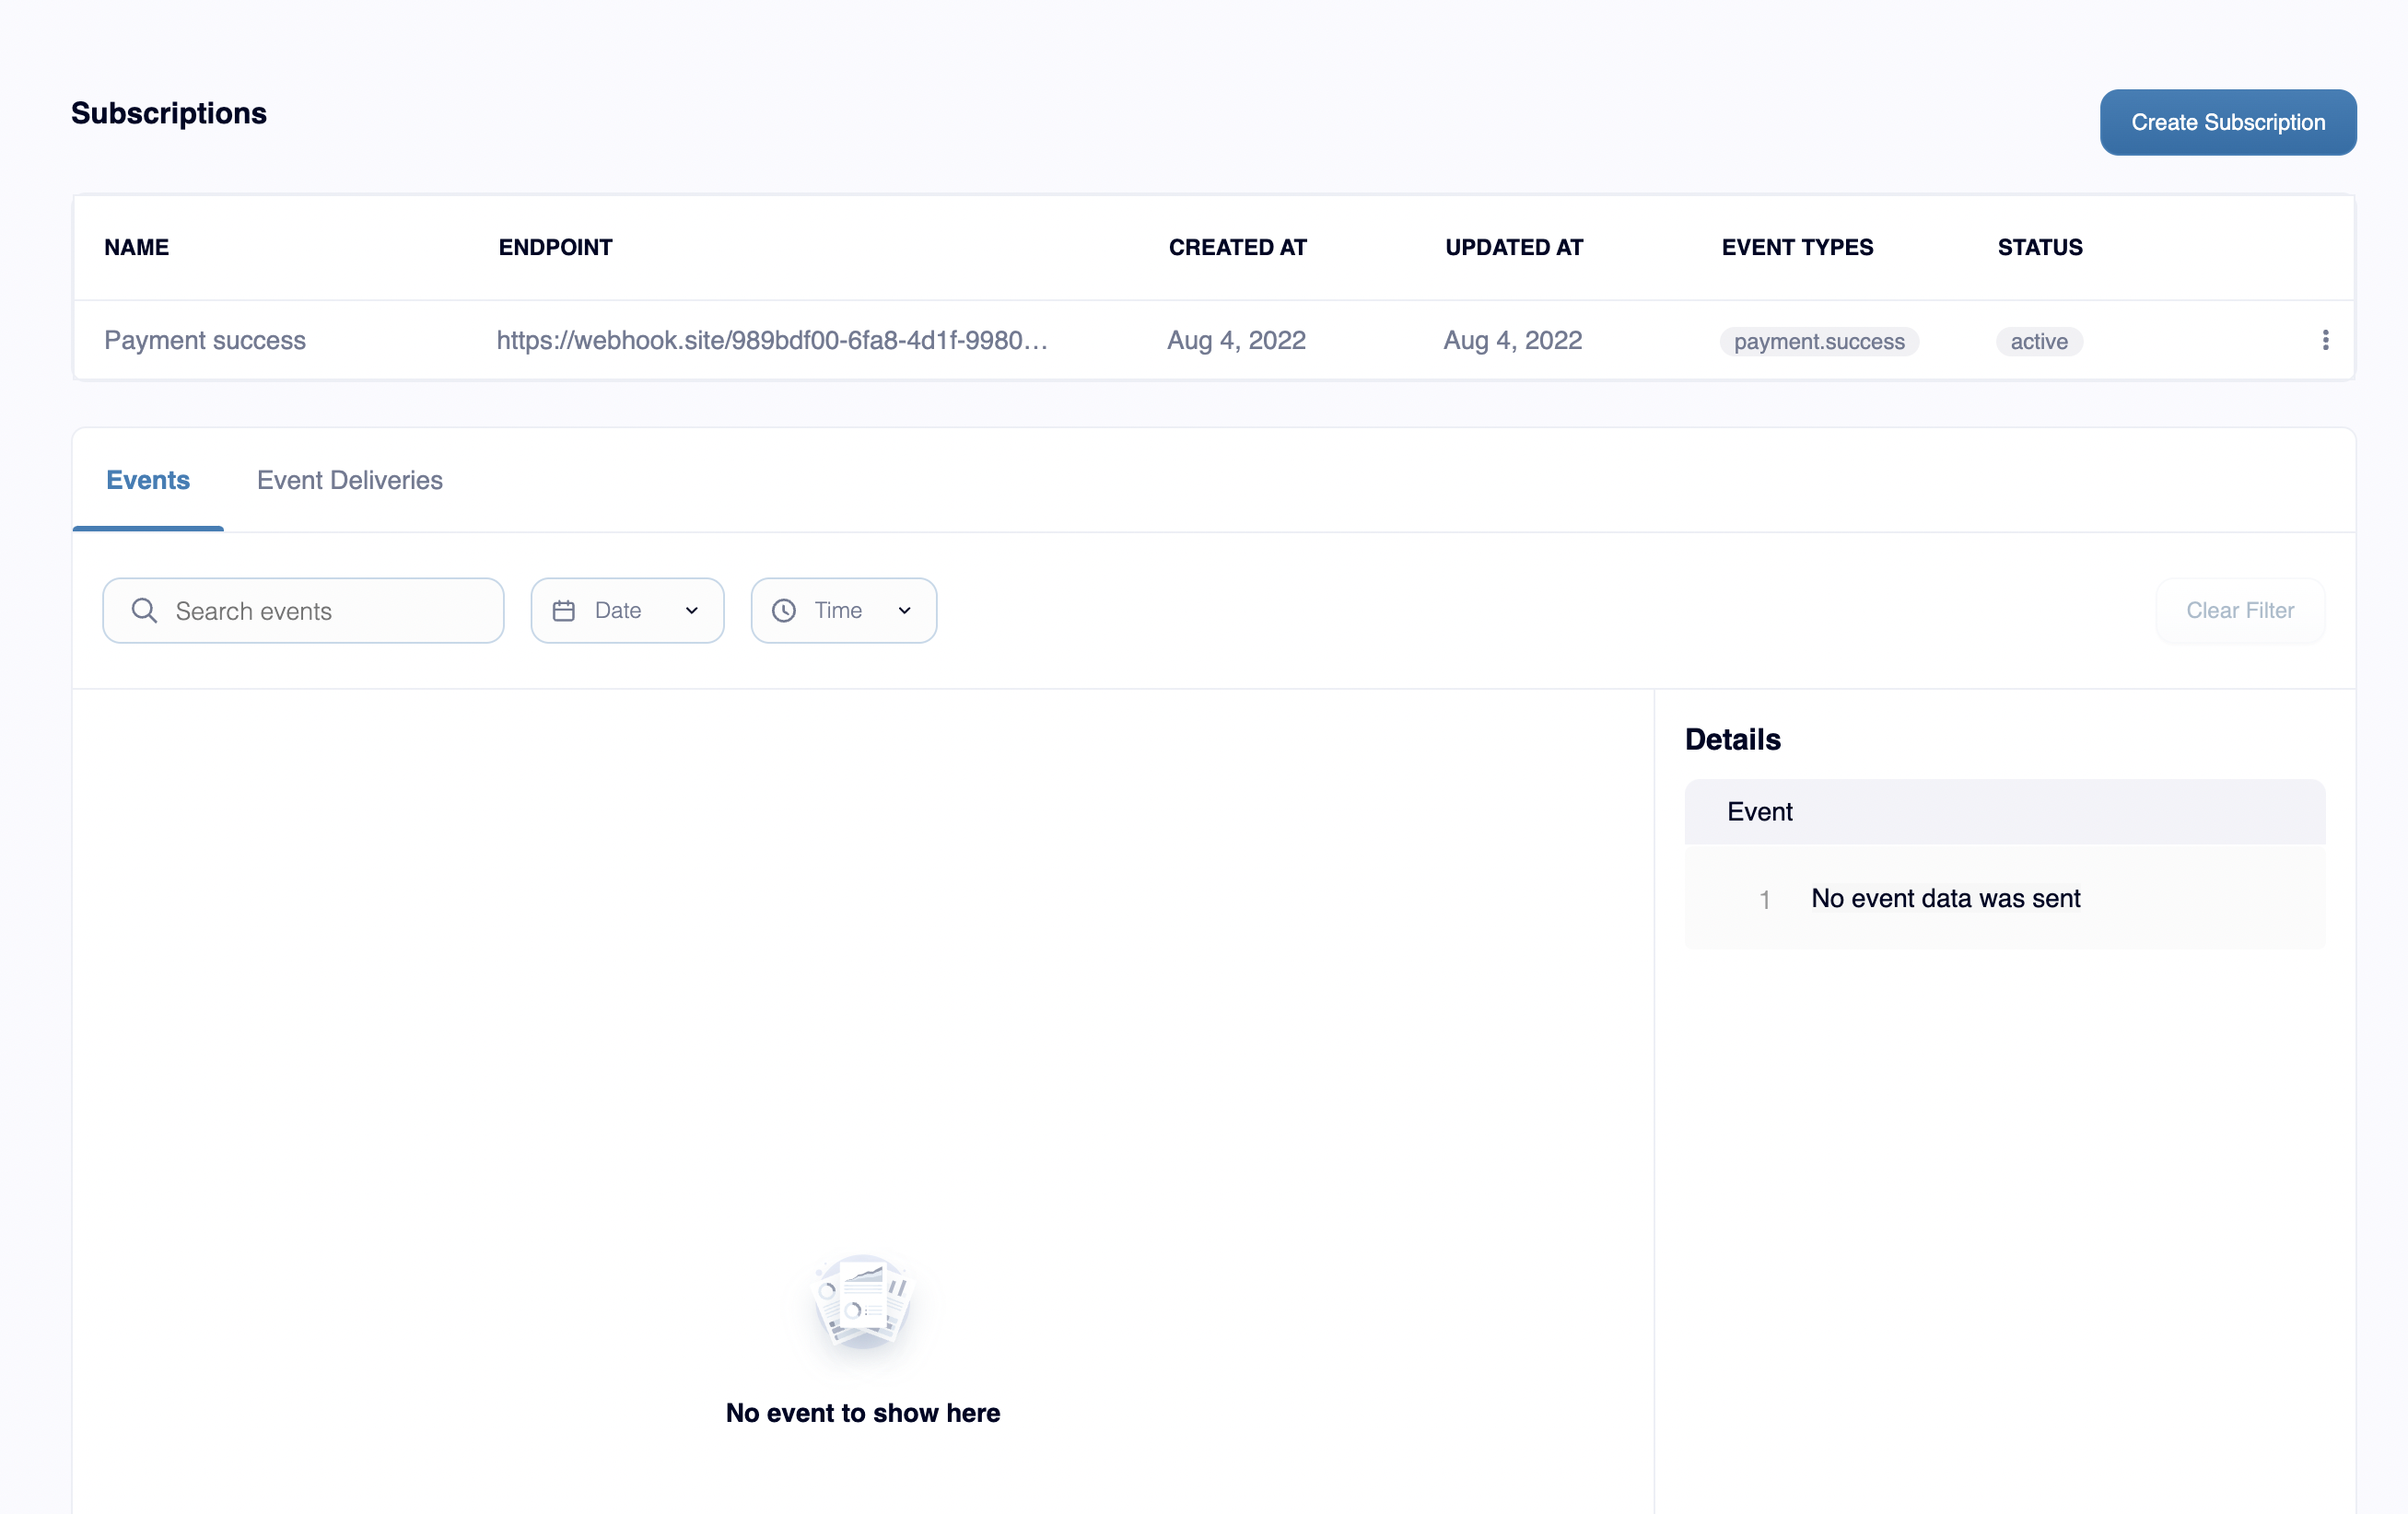 Subscriptions
Create Subscription
NAME ENDPOINT CREATED AT UPDATED AT EVENT TYPES STATUS
Payment success https://webhook.site/989bdf00-6fa8-4d1f-9980… Aug 4, 2022 Aug 4, 2022 payment.success active
Events Event Deliveries
Search events Date Time Clear Filter
Details
Event
1 No event data was sent
No event to show here